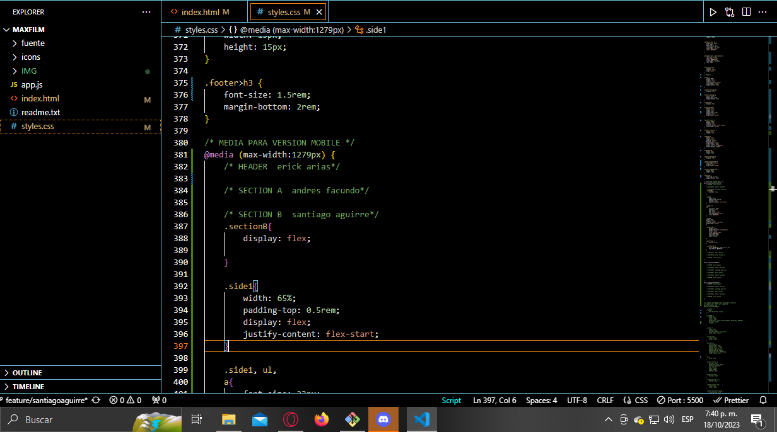 EXPLORER ···
index.html M
styles.css M ×
MAXFILM
fuente
icons
IMG
JS app.js
index.html M
readme.txt
styles.css M
OUTLINE
TIMELINE
# styles.css > {} @media (max-width:1279px) > .side1
372 height: 15px;
373 }
374
375 .footer>h3 {
376 font-size: 1.5rem;
377 margin-bottom: 2rem;
378 }
379
380 /* MEDIA PARA VERSION MOBILE */
381 @media (max-width:1279px) {
382 /* HEADER erick arias*/
383
384 /* SECTION A andres facundo*/
385
386 /* SECTION B santiago aguirre*/
387 .sectionB{
388 display: flex;
389
390 }
391
392 .side1{
393 width: 65%;
394 padding-top: 0.5rem;
395 display: flex;
396 justify-content: flex-start;
397 }
398
399 .side1, ul,
400 a{
feature/santiagoaguirre* 0 0 0 Script Ln 397, Col 6 Spaces: 4 UTF-8 CRLF {} CSS Port : 5500 Prettier
Buscar
ESP
7:40 p. m.
18/10/2023
1